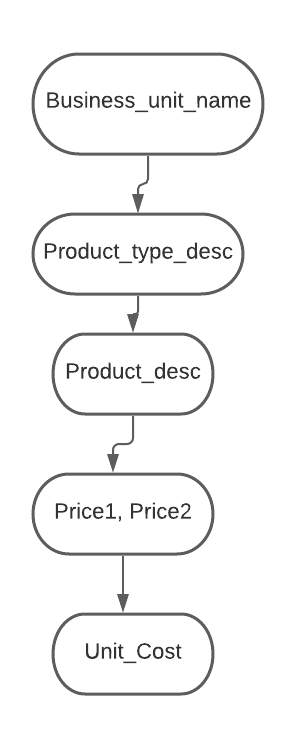 Business_unit_name
Product_type_desc
Product_desc
Price1, Price2
Unit_Cost